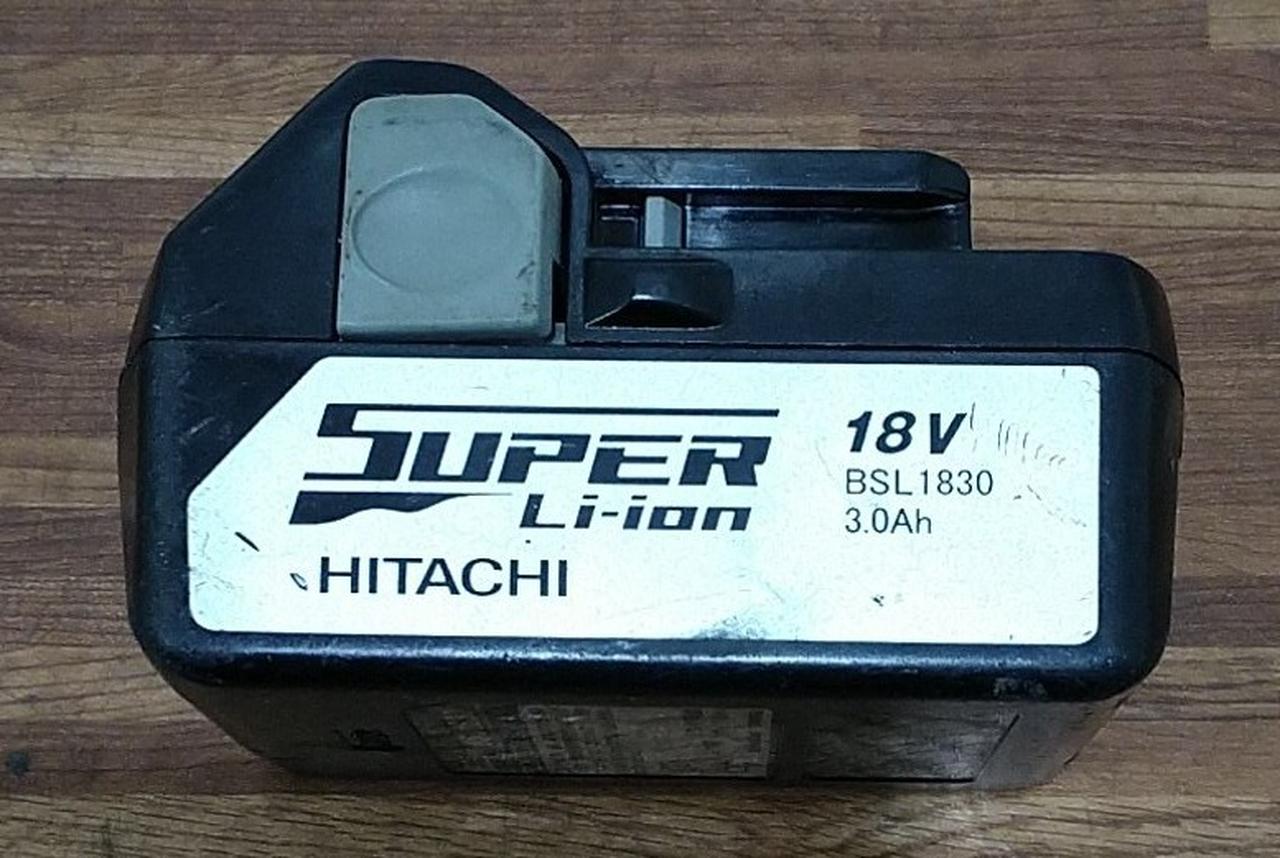 SUPER
Li-ion
HITACHI
18V
BSL1830
3.0Ah